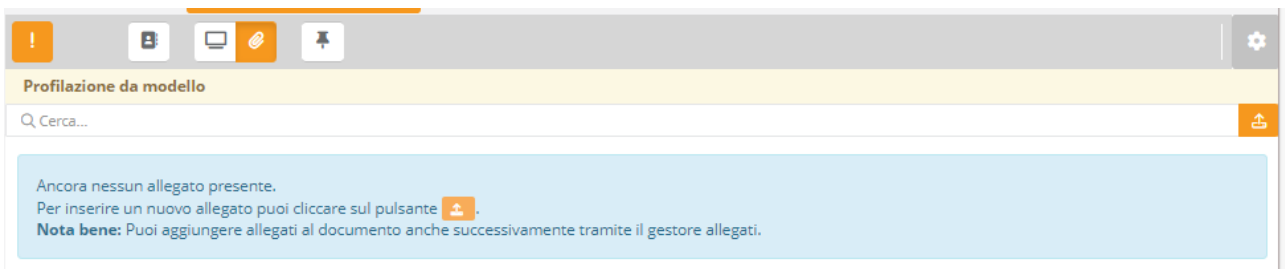 Profilazione da modello
Cerca...
Ancora nessun allegato presente.
Per inserire un nuovo allegato puoi cliccare sul pulsante .
Nota bene: Puoi aggiungere allegati al documento anche successivamente tramite il gestore allegati.